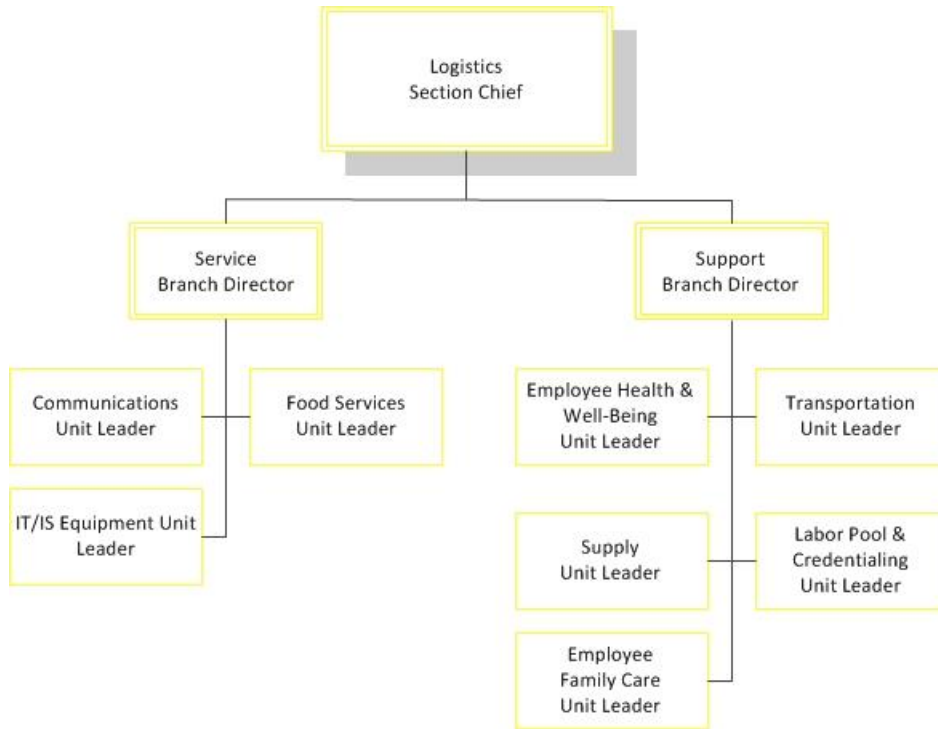 Logistics
Section Chief
Service
Branch Director
Support
Branch Director
Communications
Unit Leader
Food Services
Unit Leader
Employee Health &
Well-Being
Unit Leader
Transportation
Unit Leader
IT/IS Equipment Unit
Leader
Supply
Unit Leader
Labor Pool &
Credentialing
Unit Leader
Employee
Family Care
Unit Leader